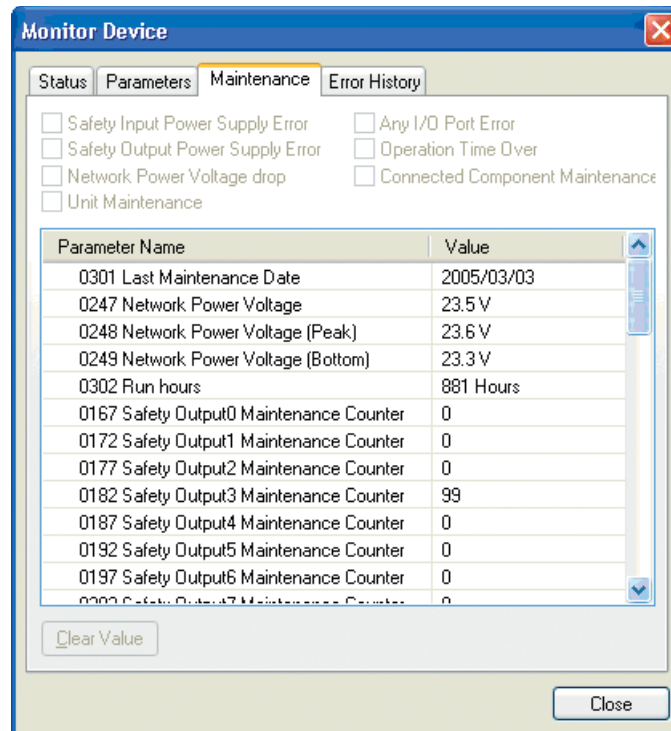 Monitor Device
Status Parameters Maintenance Error History
Safety Input Power Supply Error Any I/O Port Error
Safety Output Power Supply Error Operation Time Over
Network Power Voltage drop Connected Component Maintenance
Unit Maintenance
Parameter Name Value
0301 Last Maintenance Date 2005/03/03
0247 Network Power Voltage 23.5 V
0248 Network Power Voltage (Peak) 23.6 V
0249 Network Power Voltage (Bottom) 23.3 V
0302 Run hours 881 Hours
0167 Safety Output0 Maintenance Counter 0
0172 Safety Output1 Maintenance Counter 0
0177 Safety Output2 Maintenance Counter 0
0182 Safety Output3 Maintenance Counter 99
0187 Safety Output4 Maintenance Counter 0
0192 Safety Output5 Maintenance Counter 0
0197 Safety Output6 Maintenance Counter 0
Safety Output7 Maintenance Counter 0
Clear Value
Close